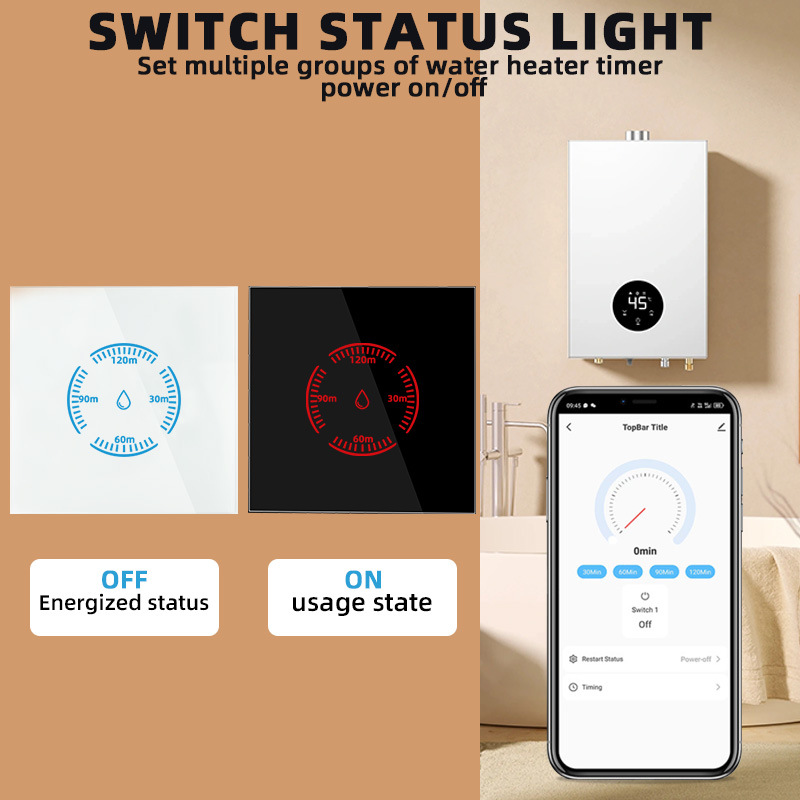 SWITCH STATUS LIGHT
Set multiple groups of water heater timer
power on/off
45°C
120m
90m
30m
60m
120m
90m
30m
60m
OFF
Energized status
ON
usage state
09:45
TopBar Title
0min
30Min
60Min
90Min
120Min
Switch 1
Off
Restart Status
Power-off
Timing